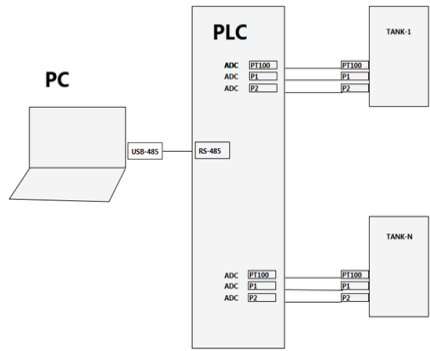 PLC
TANK-1
ADC PT100 PT100
ADC P1 P1
ADC P2 P2
PC
USB-485 RS-485
TANK-N
ADC PT100 PT100
ADC P1 P1
ADC P2 P2